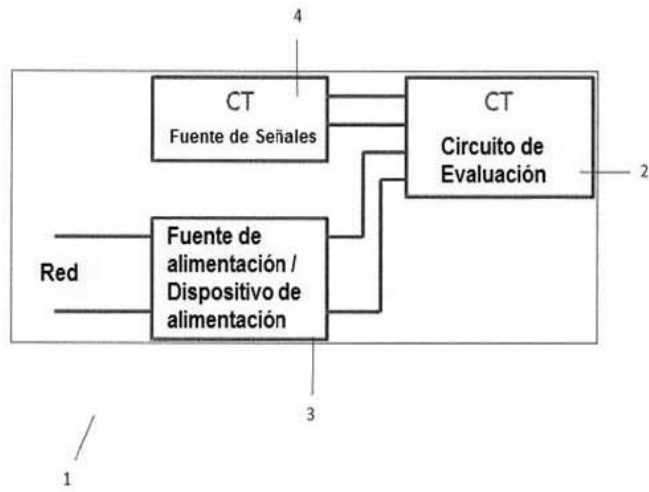 4
CT
Fuente de Señales
CT
Circuito de
Evaluación
2
Red
Fuente de
alimentación /
Dispositivo de
alimentación
3
1